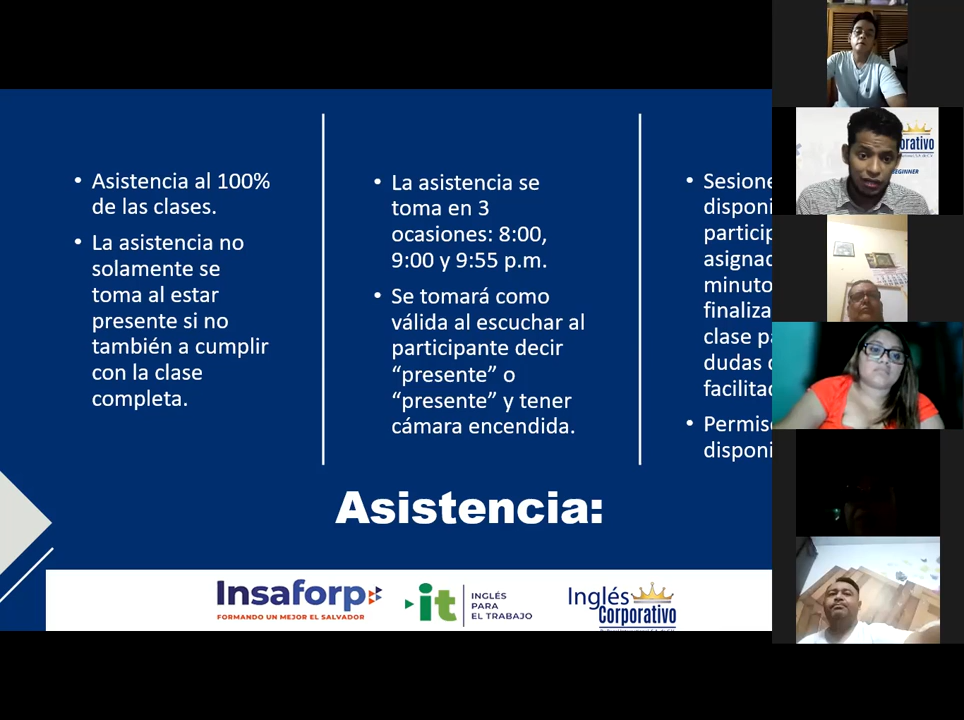 • Asistencia al 100%
de las clases.
• La asistencia no
solamente se
toma al estar
presente si no
también a cumplir
con la clase
completa.
• La asistencia se
toma en 3
ocasiones: 8:00,
9:00 y 9:55 p.m.
• Se tomará como
válida al escuchar al
participante decir
“presente” o
“presente” y tener
cámara encendida.
• Sesione
disponi
particip
asignad
minuto
finaliza
clase pa
dudas
facilitad
• Permis
disponi
Asistencia:
Insaforp
FORMANDO UN MEJOR EL SALVADOR
it
INGLÉS
PARA
EL TRABAJO
Inglés
Corporativo
orativo
BEGINNER